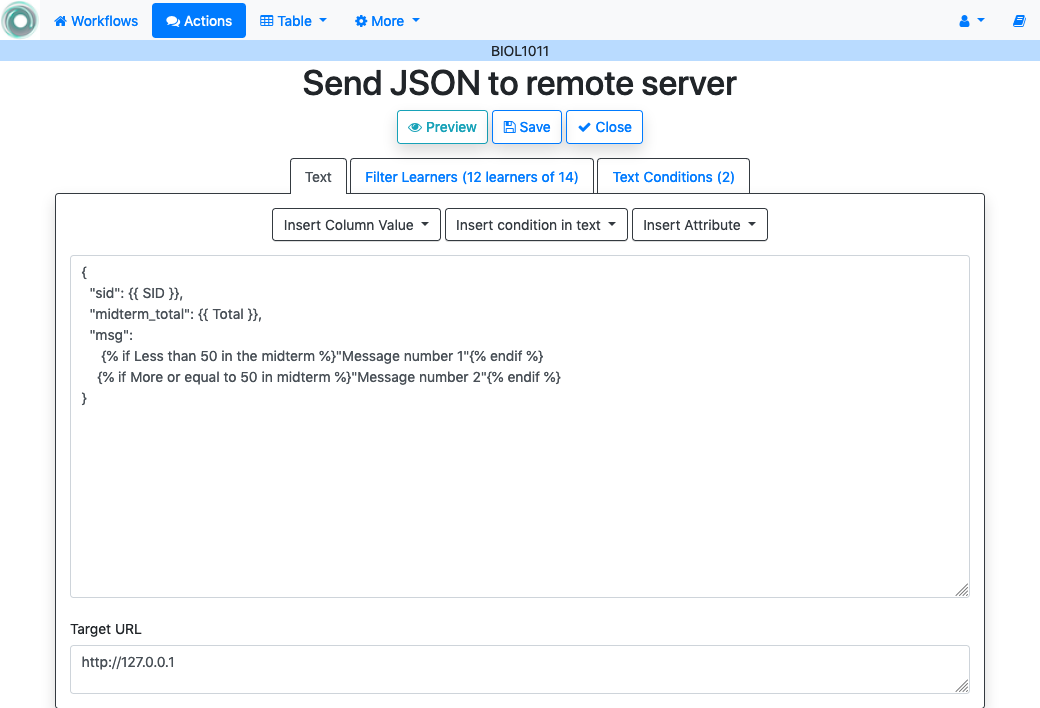 Workflows Actions Table More
BIOL1011
Send JSON to remote server
Preview Save Close
Text Filter Learners (12 learners of 14) Text Conditions (2)
Insert Column Value Insert condition in text Insert Attribute
{
"sid": {{ SID }},
"midterm_total": {{ Total }},
"msg":
{% if Less than 50 in the midterm %}"Message number 1"{% endif %}
{% if More or equal to 50 in midterm %}"Message number 2"{% endif %}
}
Target URL
http://127.0.0.1